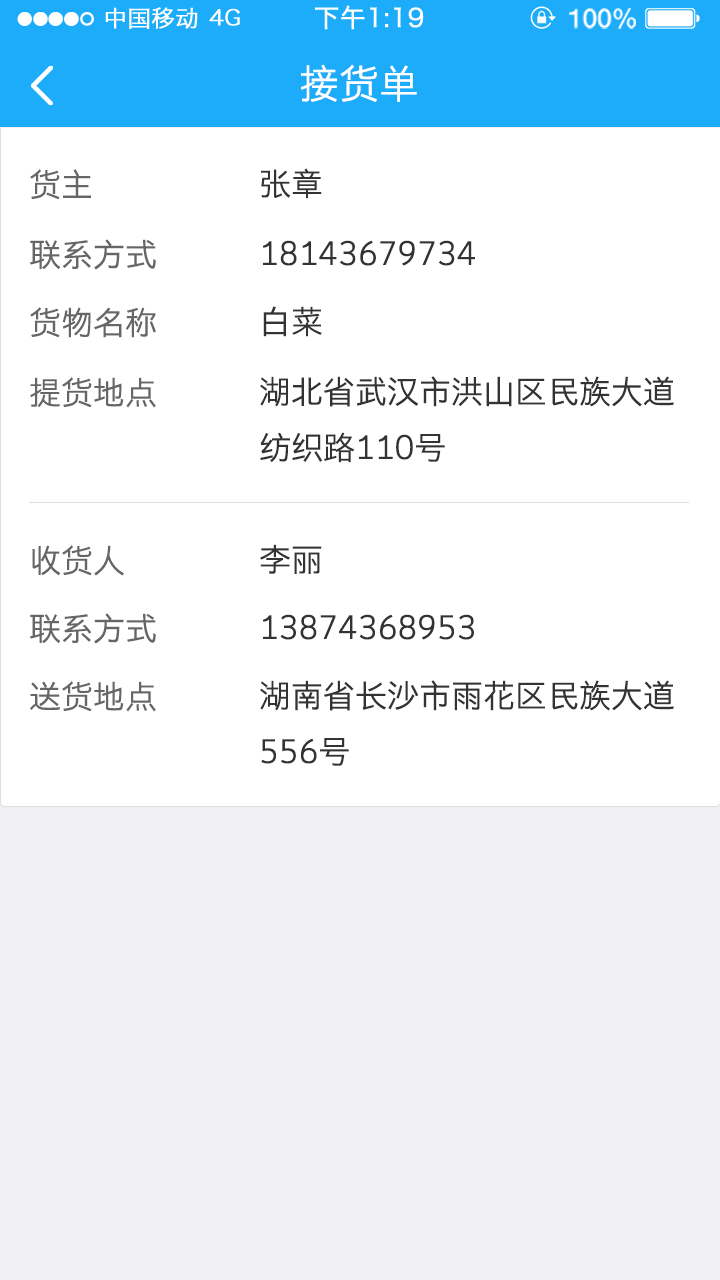 中国移动 4G 下午1:19 100%
接货单
货主 张章
联系方式 18143679734
货物名称 白菜
提货地点 湖北省武汉市洪山区民族大道
纺织路110号
收货人 李丽
联系方式 13874368953
送货地点 湖南省长沙市雨花区民族大道
556号